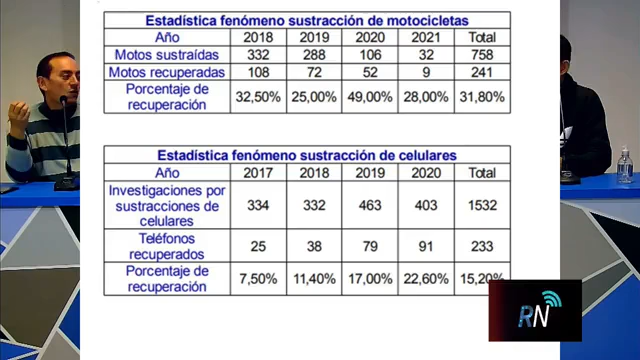 Estadística fenómeno sustracción de motocicletas
Año 2018 2019 2020 2021 Total
Motos sustraídas 332 288 106 32 758
Motos recuperadas 108 72 52 9 241
Porcentaje de recuperación 32,50% 25,00% 49,00% 28,00% 31,80%
Estadística fenómeno sustracción de celulares
Año 2017 2018 2019 2020 Total
Investigaciones por sustracciones de celulares 334 332 463 403 1532
Teléfonos recuperados 25 38 79 91 233
Porcentaje de recuperación 7,50% 11,40% 17,00% 22,60% 15,20%
RN